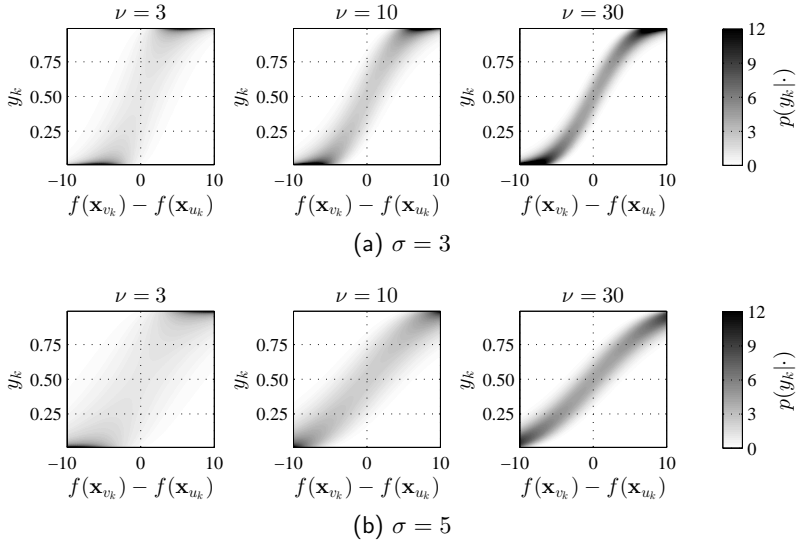 ν = 3
ν = 10
ν = 30
12
9
6
3
0
p(y_k|·)
0.75
0.50
0.25
y_k
−10 0 10
f(x_{v_k}) − f(x_{u_k})
0.75
0.50
0.25
y_k
−10 0 10
f(x_{v_k}) − f(x_{u_k})
0.75
0.50
0.25
y_k
−10 0 10
f(x_{v_k}) − f(x_{u_k})
(a) σ = 3
ν = 3
ν = 10
ν = 30
12
9
6
3
0
p(y_k|·)
0.75
0.50
0.25
y_k
−10 0 10
f(x_{v_k}) − f(x_{u_k})
0.75
0.50
0.25
y_k
−10 0 10
f(x_{v_k}) − f(x_{u_k})
0.75
0.50
0.25
y_k
−10 0 10
f(x_{v_k}) − f(x_{u_k})
(b) σ = 5